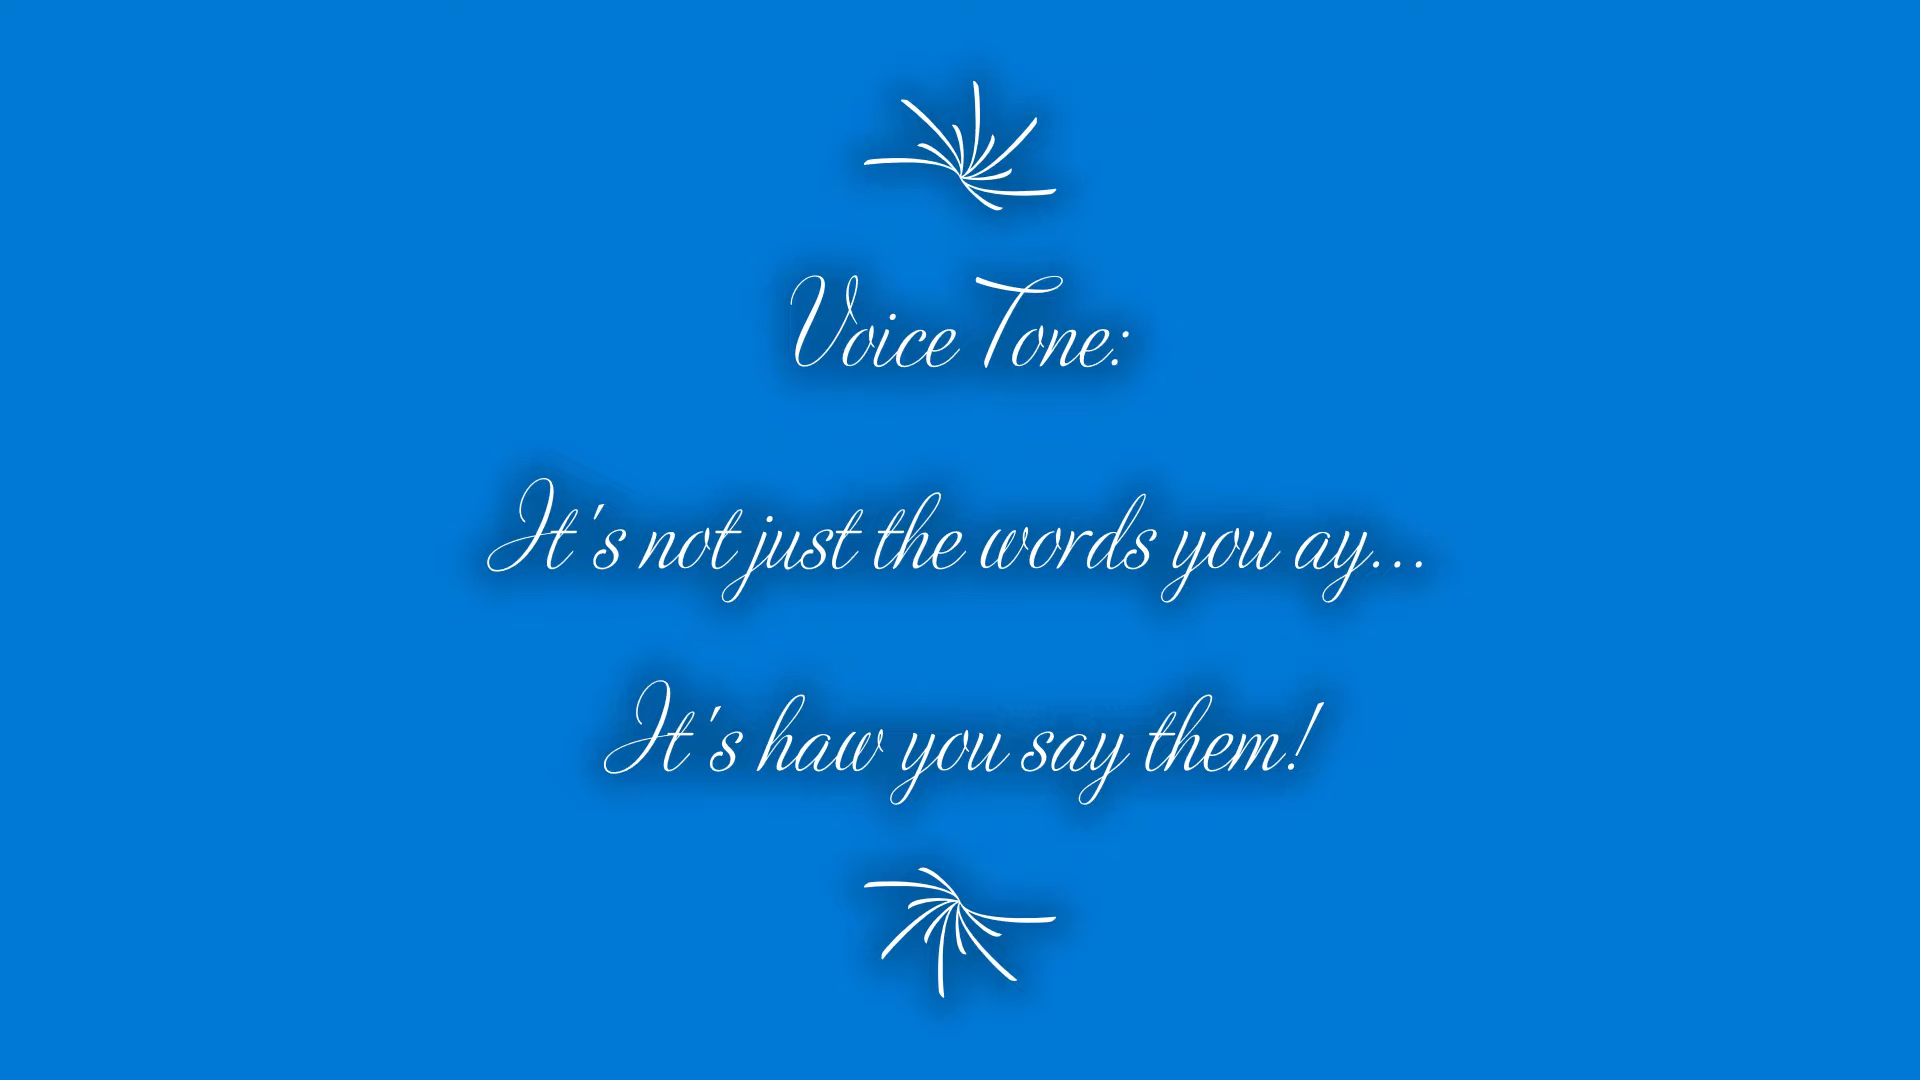 Voice Tone:
It's not just the words you ay...
It's haw you say them!